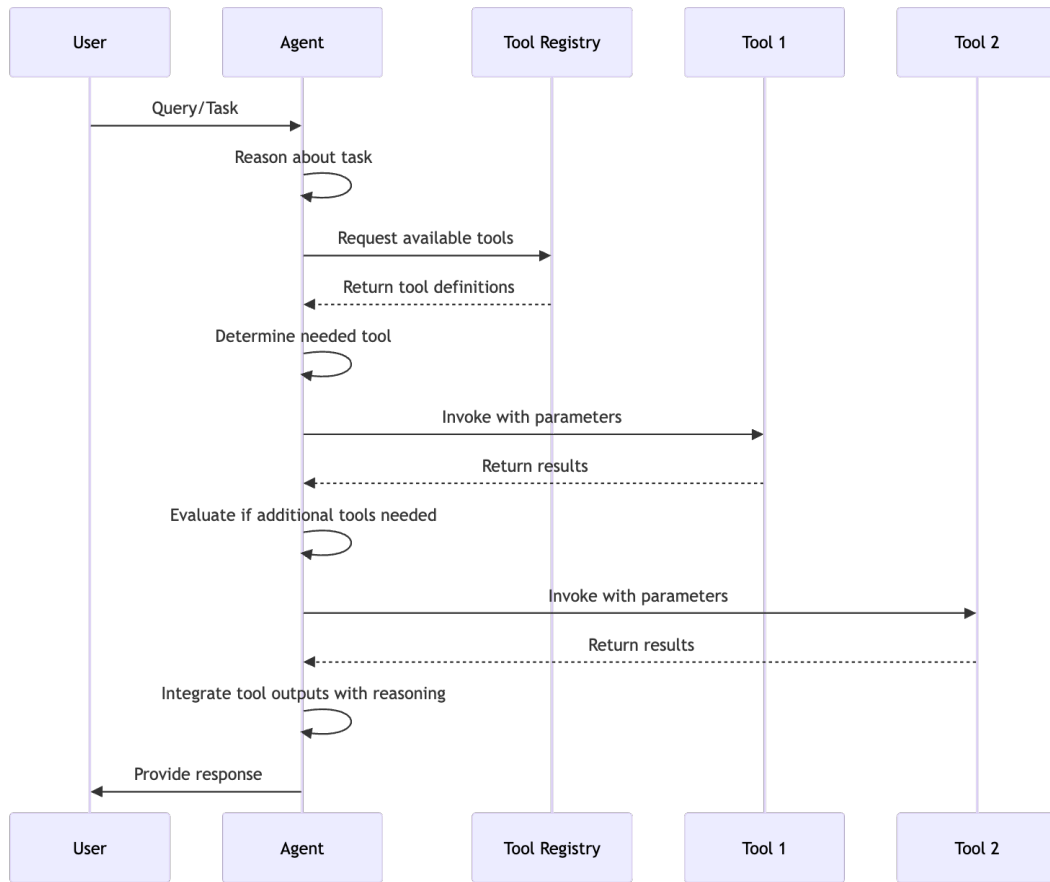 User
Agent
Tool Registry
Tool 1
Tool 2
Query/Task
Reason about task
Request available tools
Return tool definitions
Determine needed tool
Invoke with parameters
Return results
Evaluate if additional tools needed
Invoke with parameters
Return results
Integrate tool outputs with reasoning
Provide response
User
Agent
Tool Registry
Tool 1
Tool 2